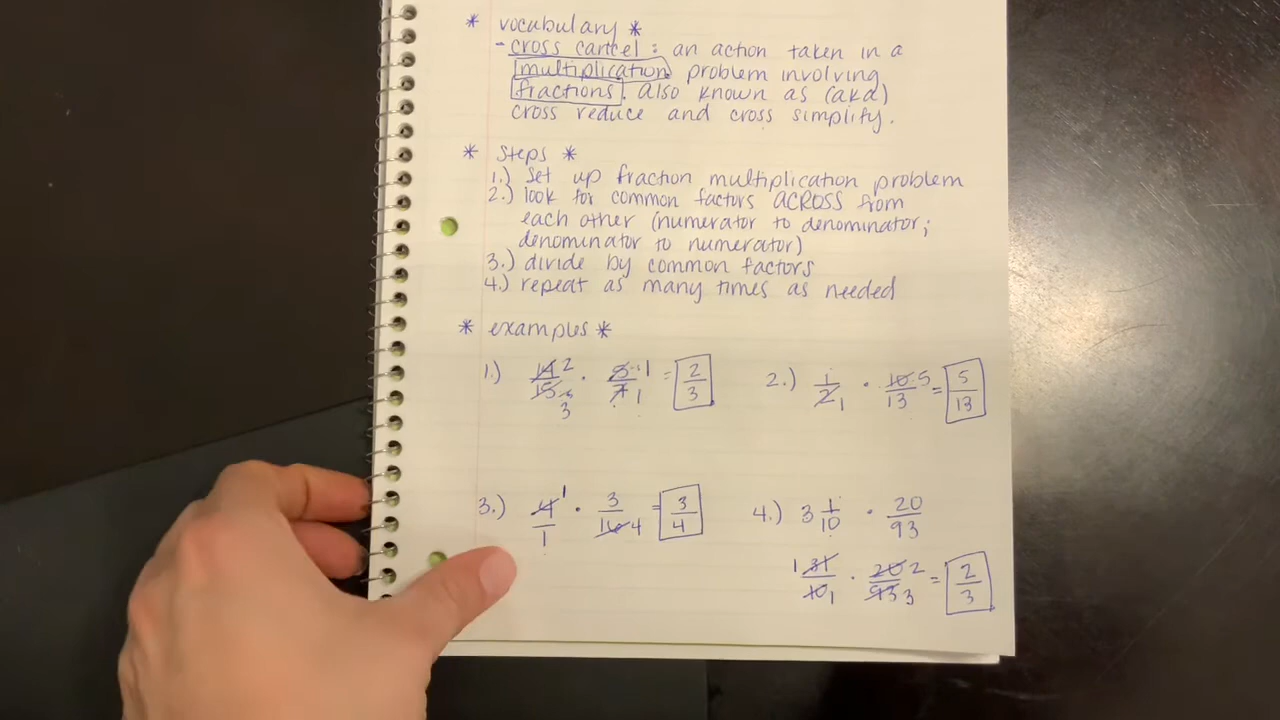 * vocabulary *
- cross cancel : an action taken in a
multiplication problem involving
fractions. also known as (aka)
cross reduce and cross simplify.
* steps *
1.) set up fraction multiplication problem
2.) look for common factors ACROSS from
each other (numerator to denominator;
denominator to numerator)
3.) divide by common factors
4.) repeat as many times as needed
* examples *
1.) 14 2 / 15 3 · 5 1 / 7 1 = 2/3
2.) 1 / 2 1 · 10 5 / 13 = 5/13
3.) 4 1 / 1 · 3 / 16 4 = 3/4
4.) 3 1/10 · 20/93
1 31 / 10 1 · 20 2 / 93 3 = 2/3